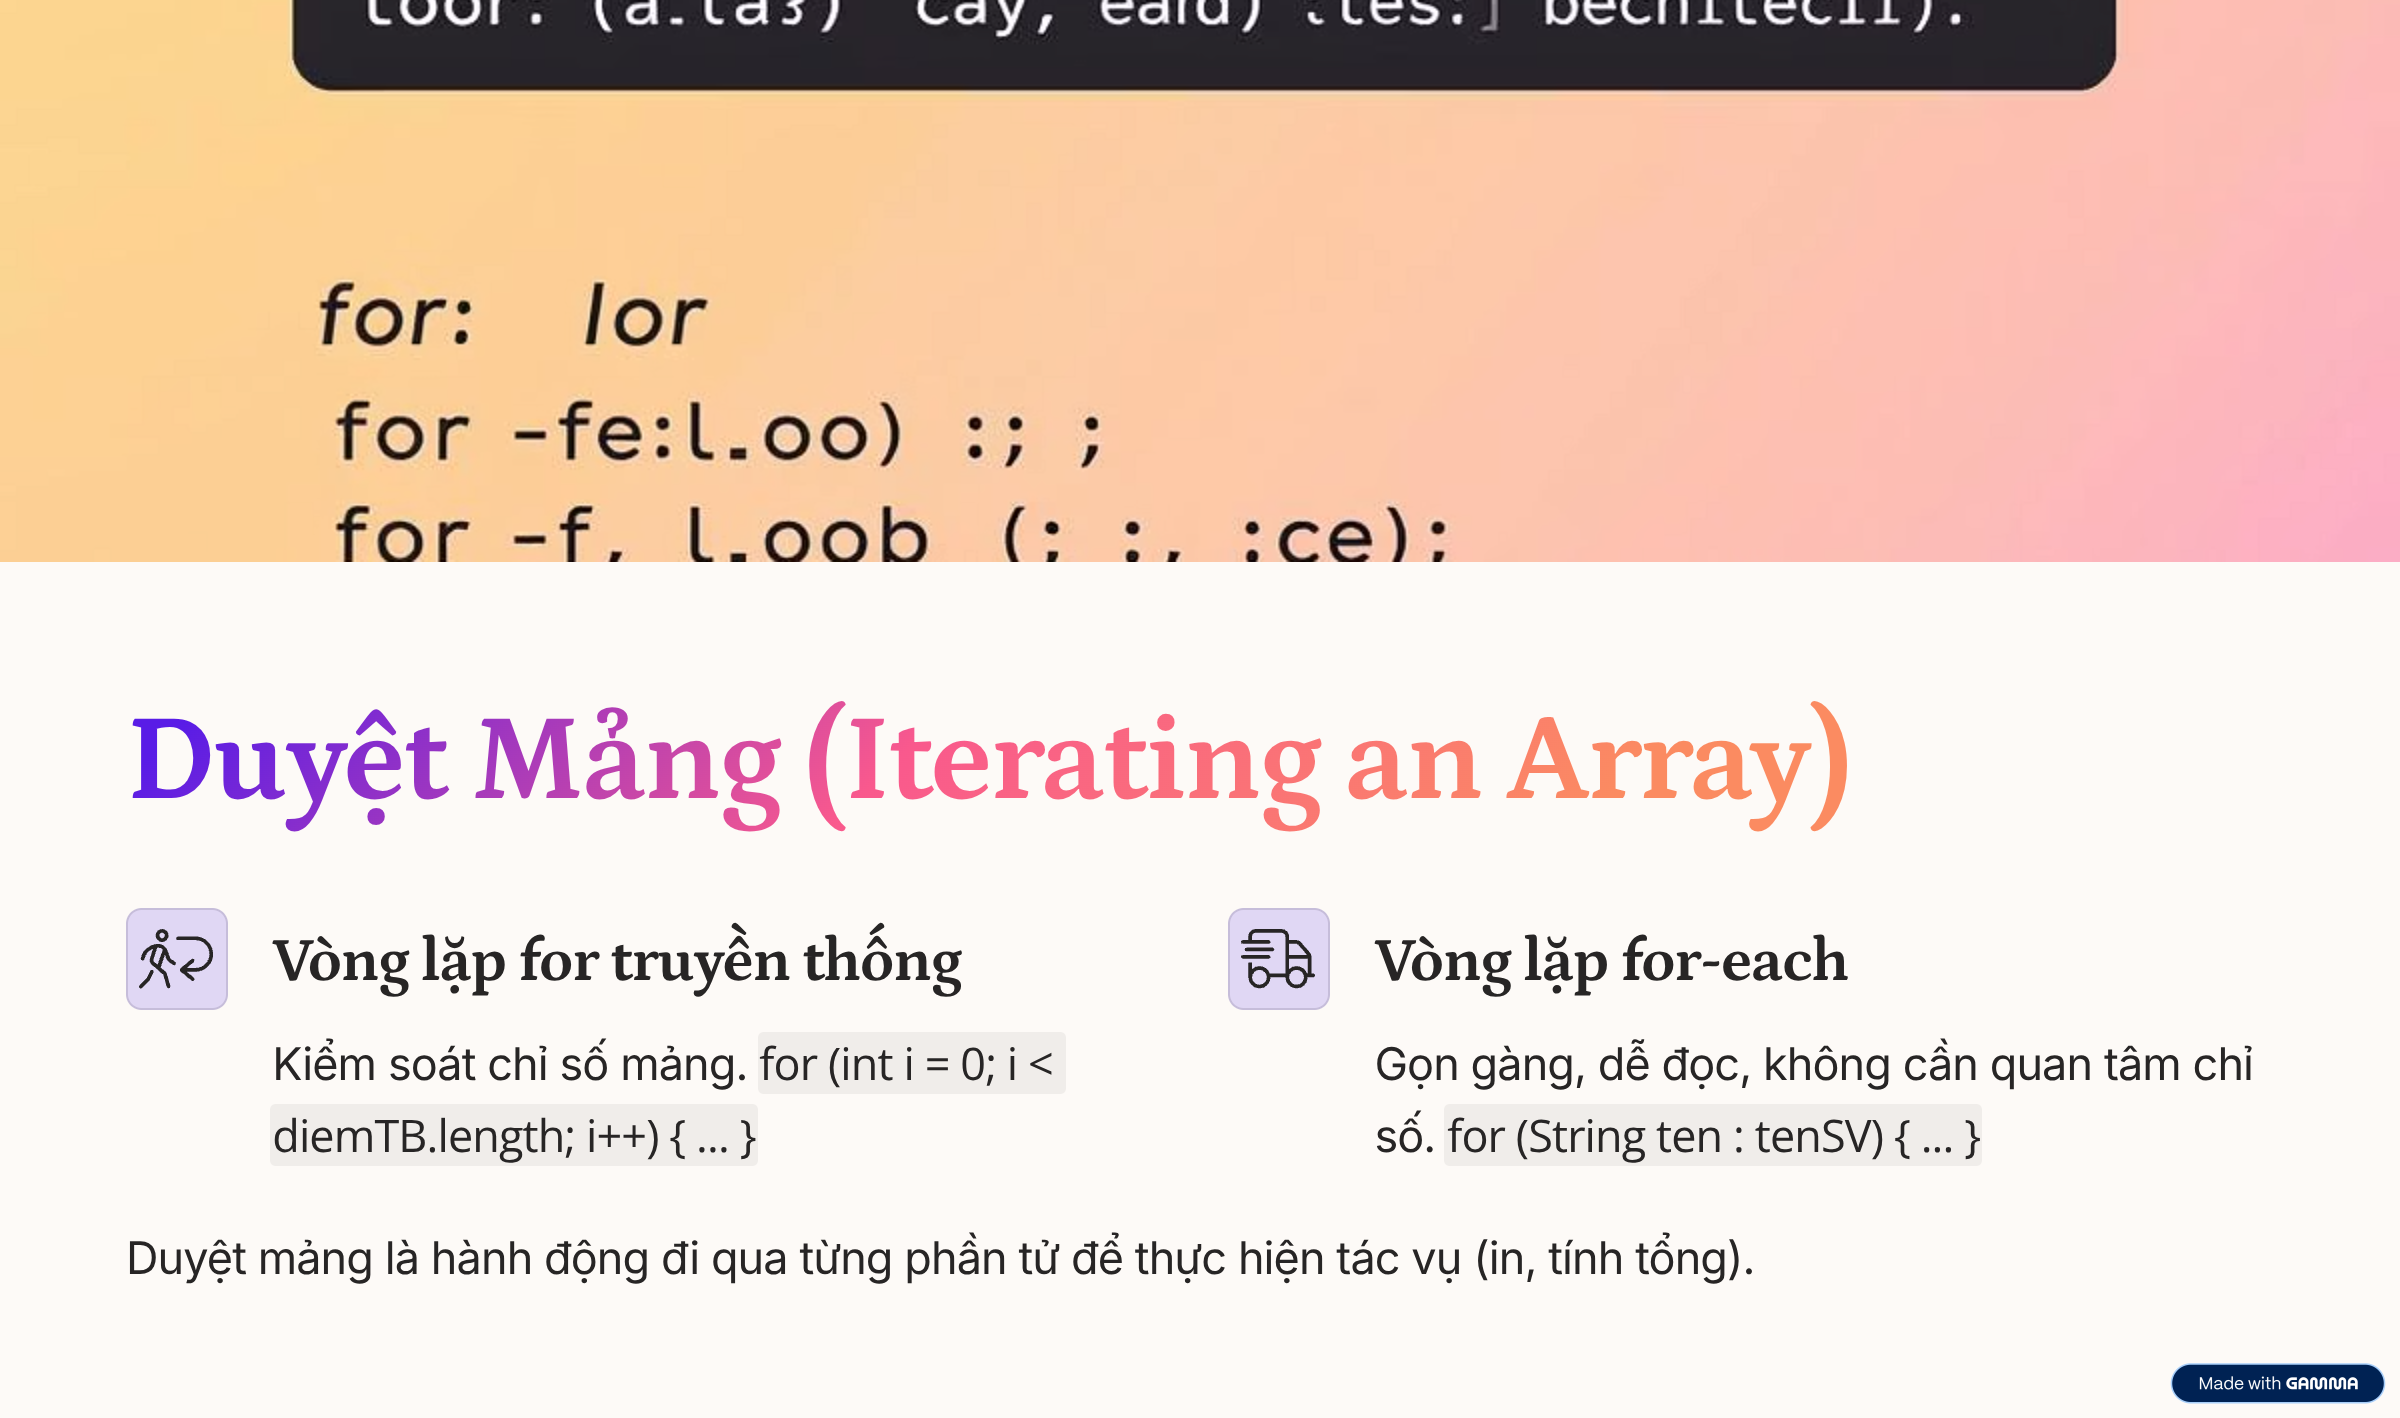 for: lor
for -fe:l.oo) :; ;
for -f, l.oob (; :, :ce);
Duyệt Mảng (Iterating an Array)
Vòng lặp for truyền thống
Kiểm soát chỉ số mảng. for (int i = 0; i <
diemTB.length; i++) { ... }
Vòng lặp for-each
Gọn gàng, dễ đọc, không cần quan tâm chỉ
số. for (String ten : tenSV) { ... }
Duyệt mảng là hành động đi qua từng phần tử để thực hiện tác vụ (in, tính tổng).
Made with GAMMA